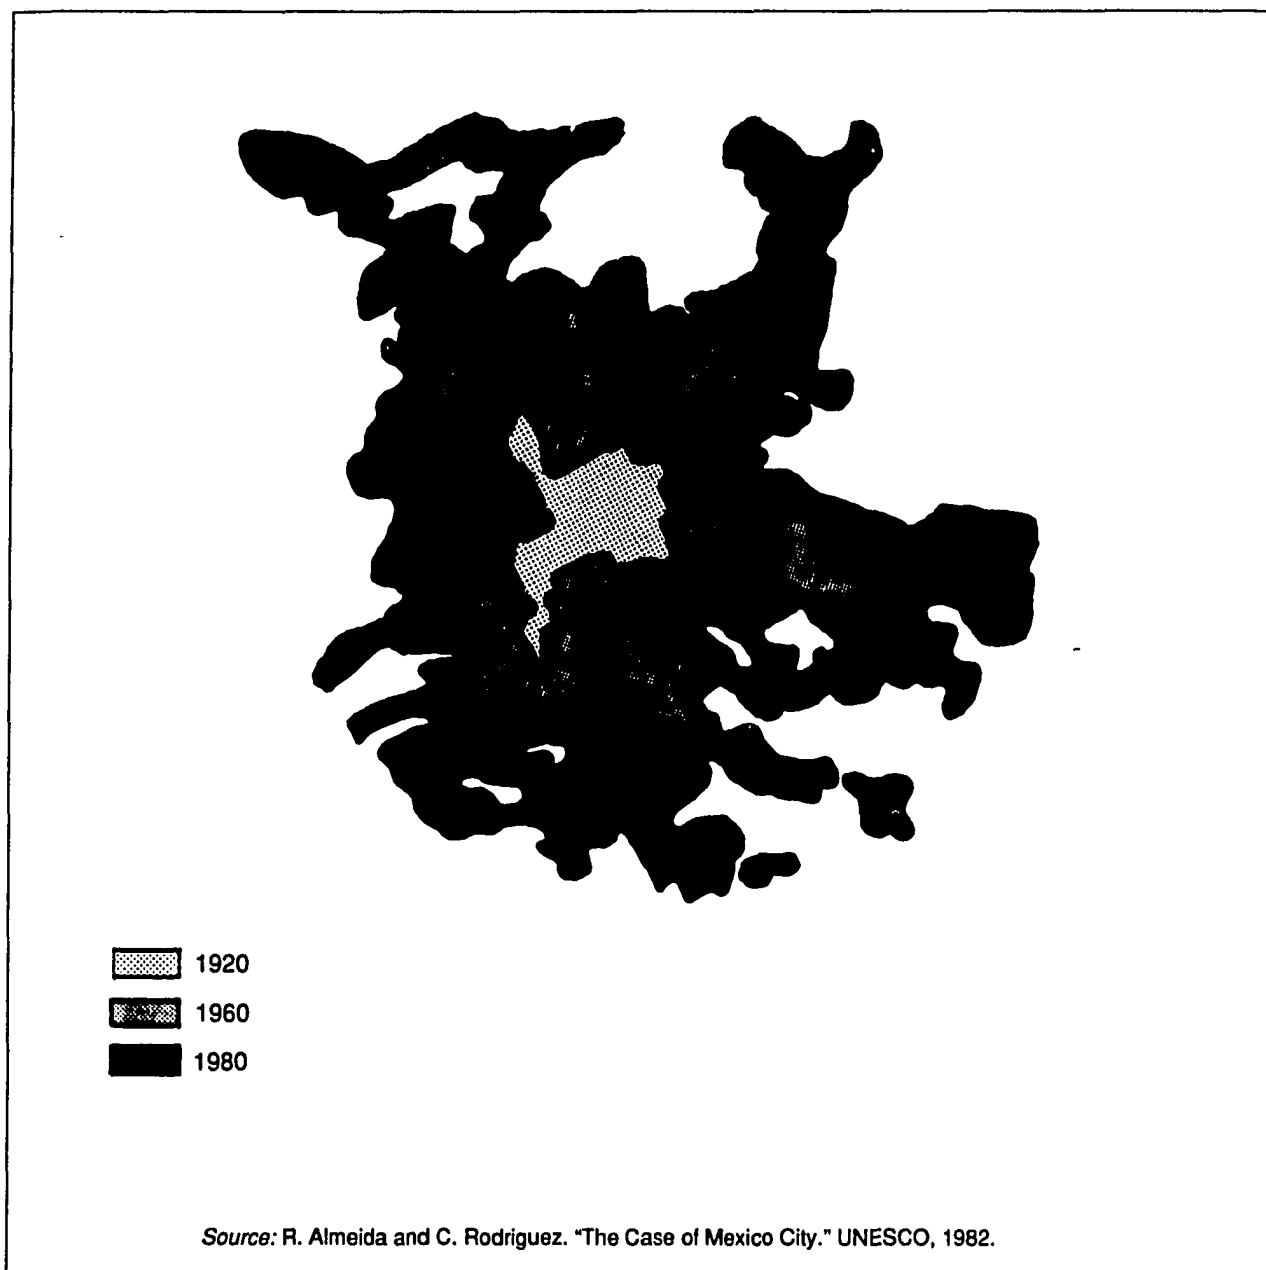 1920
1960
1980
Source: R. Almeida and C. Rodriguez. "The Case of Mexico City." UNESCO, 1982.